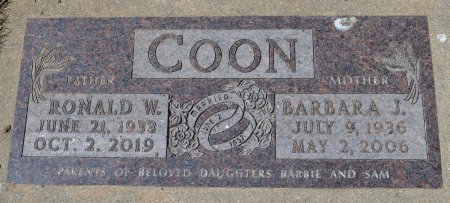 COON
FATHER
MOTHER
RONALD W.
JUNE 21, 1933
OCT. 2, 2019
MARRIED
BARBARA J.
JULY 9, 1936
MAY 2, 2006
PARENTS OF BELOVED DAUGHTERS BARBIE AND SAM